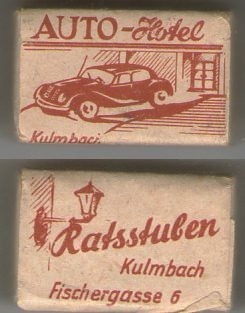 AUTO-Hotel
Kulmbach
Ratsstuben
Kulmbach
Fischergasse 6